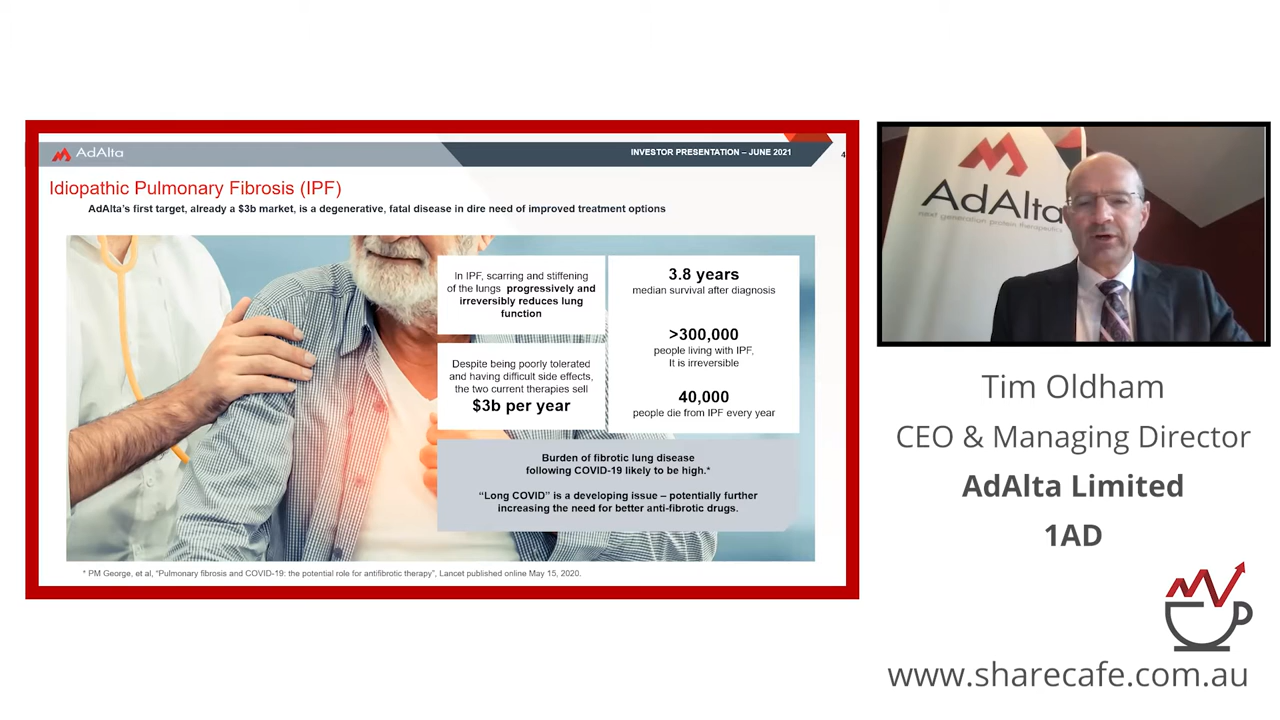 AdAlta
INVESTOR PRESENTATION – JUNE 2021
4
Idiopathic Pulmonary Fibrosis (IPF)
AdAlta's first target, already a $3b market, is a degenerative, fatal disease in dire need of improved treatment options
In IPF, scarring and stiffening
of the lungs progressively and
irreversibly reduces lung
function
Despite being poorly tolerated
and having difficult side effects,
the two current therapies sell
$3b per year
3.8 years
median survival after diagnosis
>300,000
people living with IPF,
It is irreversible
40,000
people die from IPF every year
Burden of fibrotic lung disease
following COVID-19 likely to be high.*
“Long COVID” is a developing issue – potentially further
increasing the need for better anti-fibrotic drugs.
* PM George, et al, “Pulmonary fibrosis and COVID-19: the potential role for antifibrotic therapy”, Lancet published online May 15, 2020.
AdAlta
next generation protein therapeutics
Tim Oldham
CEO & Managing Director
AdAlta Limited
1AD
www.sharecafe.com.au